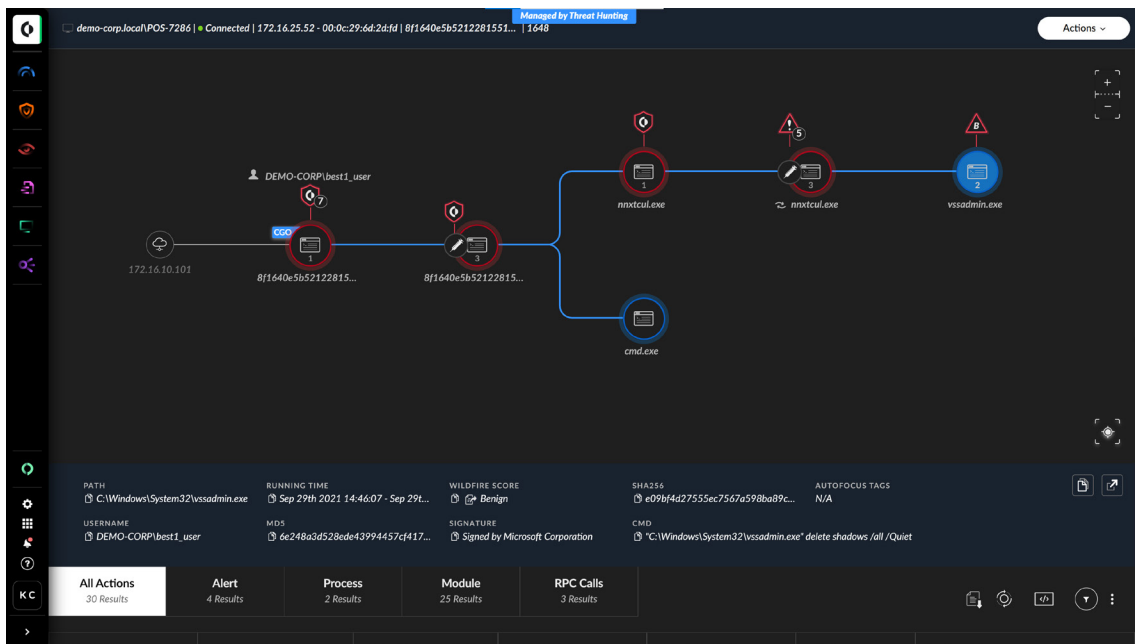 Managed by Threat Hunting
demo-corp.local\POS-7286 | Connected | 172.16.25.52 - 00:0c:29:6d:2d:fd | 8f1640e5b5212281551... | 1648
Actions
5
B
DEMO-CORP\best1_user
7
1
nnxtcul.exe
3
nnxtcul.exe
2
vssadmin.exe
CGO
172.16.10.101
1
8f1640e5b52122815...
3
8f1640e5b52122815...
cmd.exe
PATH
C:\Windows\System32\vssadmin.exe
RUNNING TIME
Sep 29th 2021 14:46:07 - Sep 29t...
WILDFIRE SCORE
Benign
SHA256
e09bf4d27555ec7567a598ba89c...
AUTOFOCUS TAGS
N/A
USERNAME
DEMO-CORP\best1_user
MD5
6e248a3d528ede43994457cf417...
SIGNATURE
Signed by Microsoft Corporation
CMD
"C:\Windows\System32\vssadmin.exe" delete shadows /all /Quiet
All Actions
30 Results
Alert
4 Results
Process
2 Results
Module
25 Results
RPC Calls
3 Results
K C